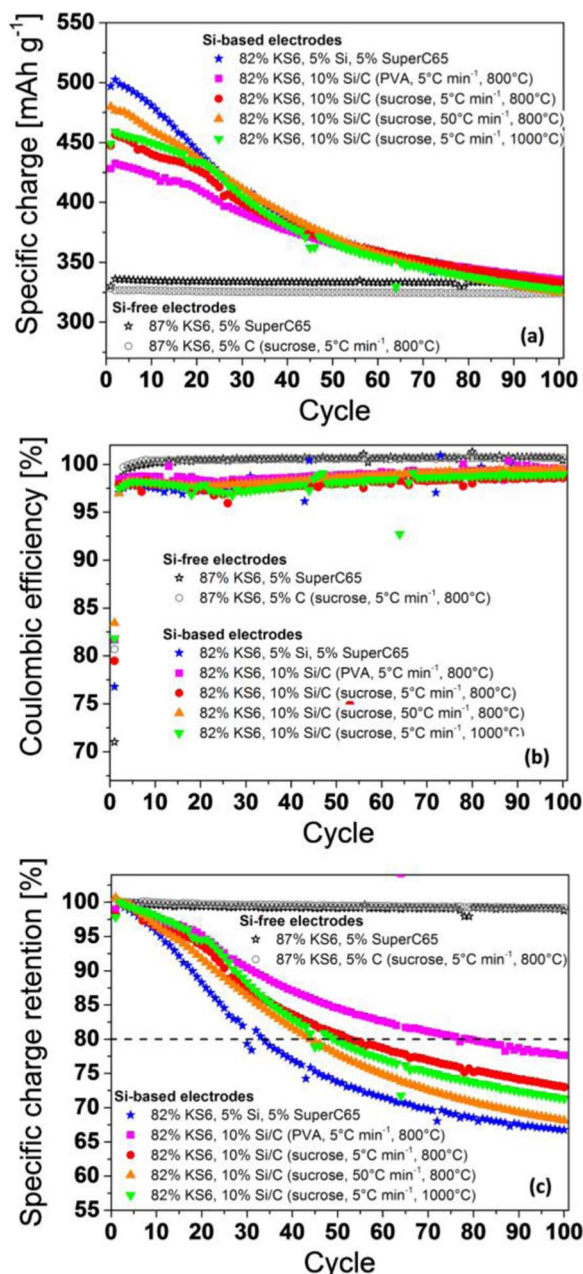 550
500
450
400
350
300
Specific charge [mAh g⁻¹]
Si-based electrodes
82% KS6, 5% Si, 5% SuperC65
82% KS6, 10% Si/C (PVA, 5°C min⁻¹, 800°C)
82% KS6, 10% Si/C (sucrose, 5°C min⁻¹, 800°C)
82% KS6, 10% Si/C (sucrose, 50°C min⁻¹, 800°C)
82% KS6, 10% Si/C (sucrose, 5°C min⁻¹, 1000°C)
Si-free electrodes
87% KS6, 5% SuperC65
87% KS6, 5% C (sucrose, 5°C min⁻¹, 800°C)
(a)
0 10 20 30 40 50 60 70 80 90 100
Cycle
100
95
90
85
80
75
70
Coulombic efficiency [%]
Si-free electrodes
87% KS6, 5% SuperC65
87% KS6, 5% C (sucrose, 5°C min⁻¹, 800°C)
Si-based electrodes
82% KS6, 5% Si, 5% SuperC65
82% KS6, 10% Si/C (PVA, 5°C min⁻¹, 800°C)
82% KS6, 10% Si/C (sucrose, 5°C min⁻¹, 800°C)
82% KS6, 10% Si/C (sucrose, 50°C min⁻¹, 800°C)
82% KS6, 10% Si/C (sucrose, 5°C min⁻¹, 1000°C)
(b)
0 10 20 30 40 50 60 70 80 90 100
Cycle
100
95
90
85
80
75
70
65
60
55
Specific charge retention [%]
Si-free electrodes
87% KS6, 5% SuperC65
87% KS6, 5% C (sucrose, 5°C min⁻¹, 800°C)
Si-based electrodes
82% KS6, 5% Si, 5% SuperC65
82% KS6, 10% Si/C (PVA, 5°C min⁻¹, 800°C)
82% KS6, 10% Si/C (sucrose, 5°C min⁻¹, 800°C)
82% KS6, 10% Si/C (sucrose, 50°C min⁻¹, 800°C)
82% KS6, 10% Si/C (sucrose, 5°C min⁻¹, 1000°C)
(c)
0 10 20 30 40 50 60 70 80 90 100
Cycle